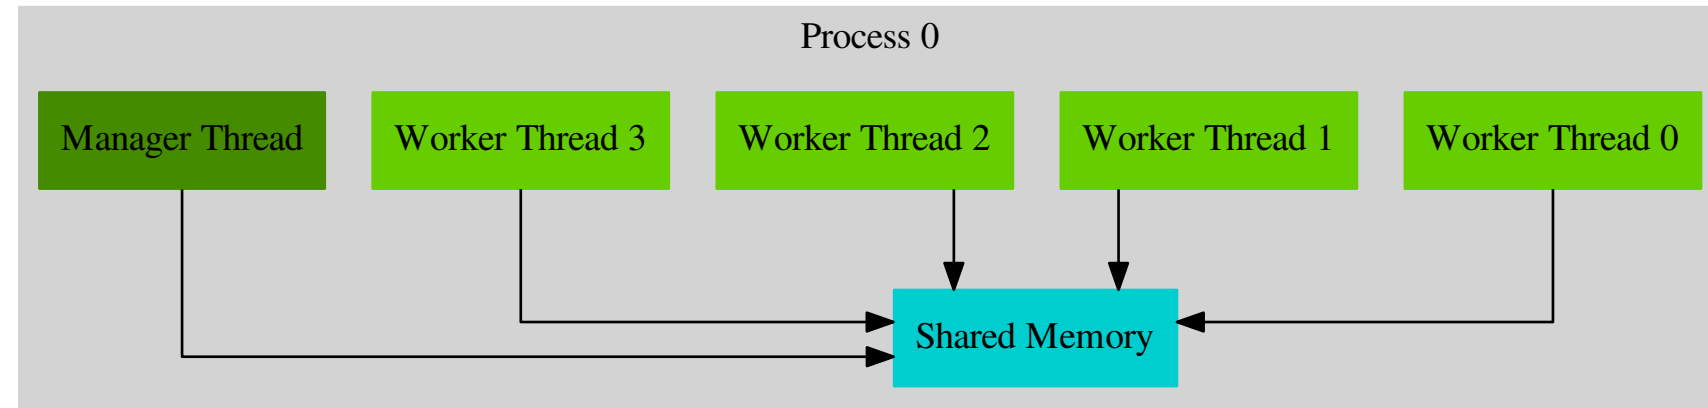 Process 0
Manager Thread
Worker Thread 3
Worker Thread 2
Worker Thread 1
Worker Thread 0
Shared Memory